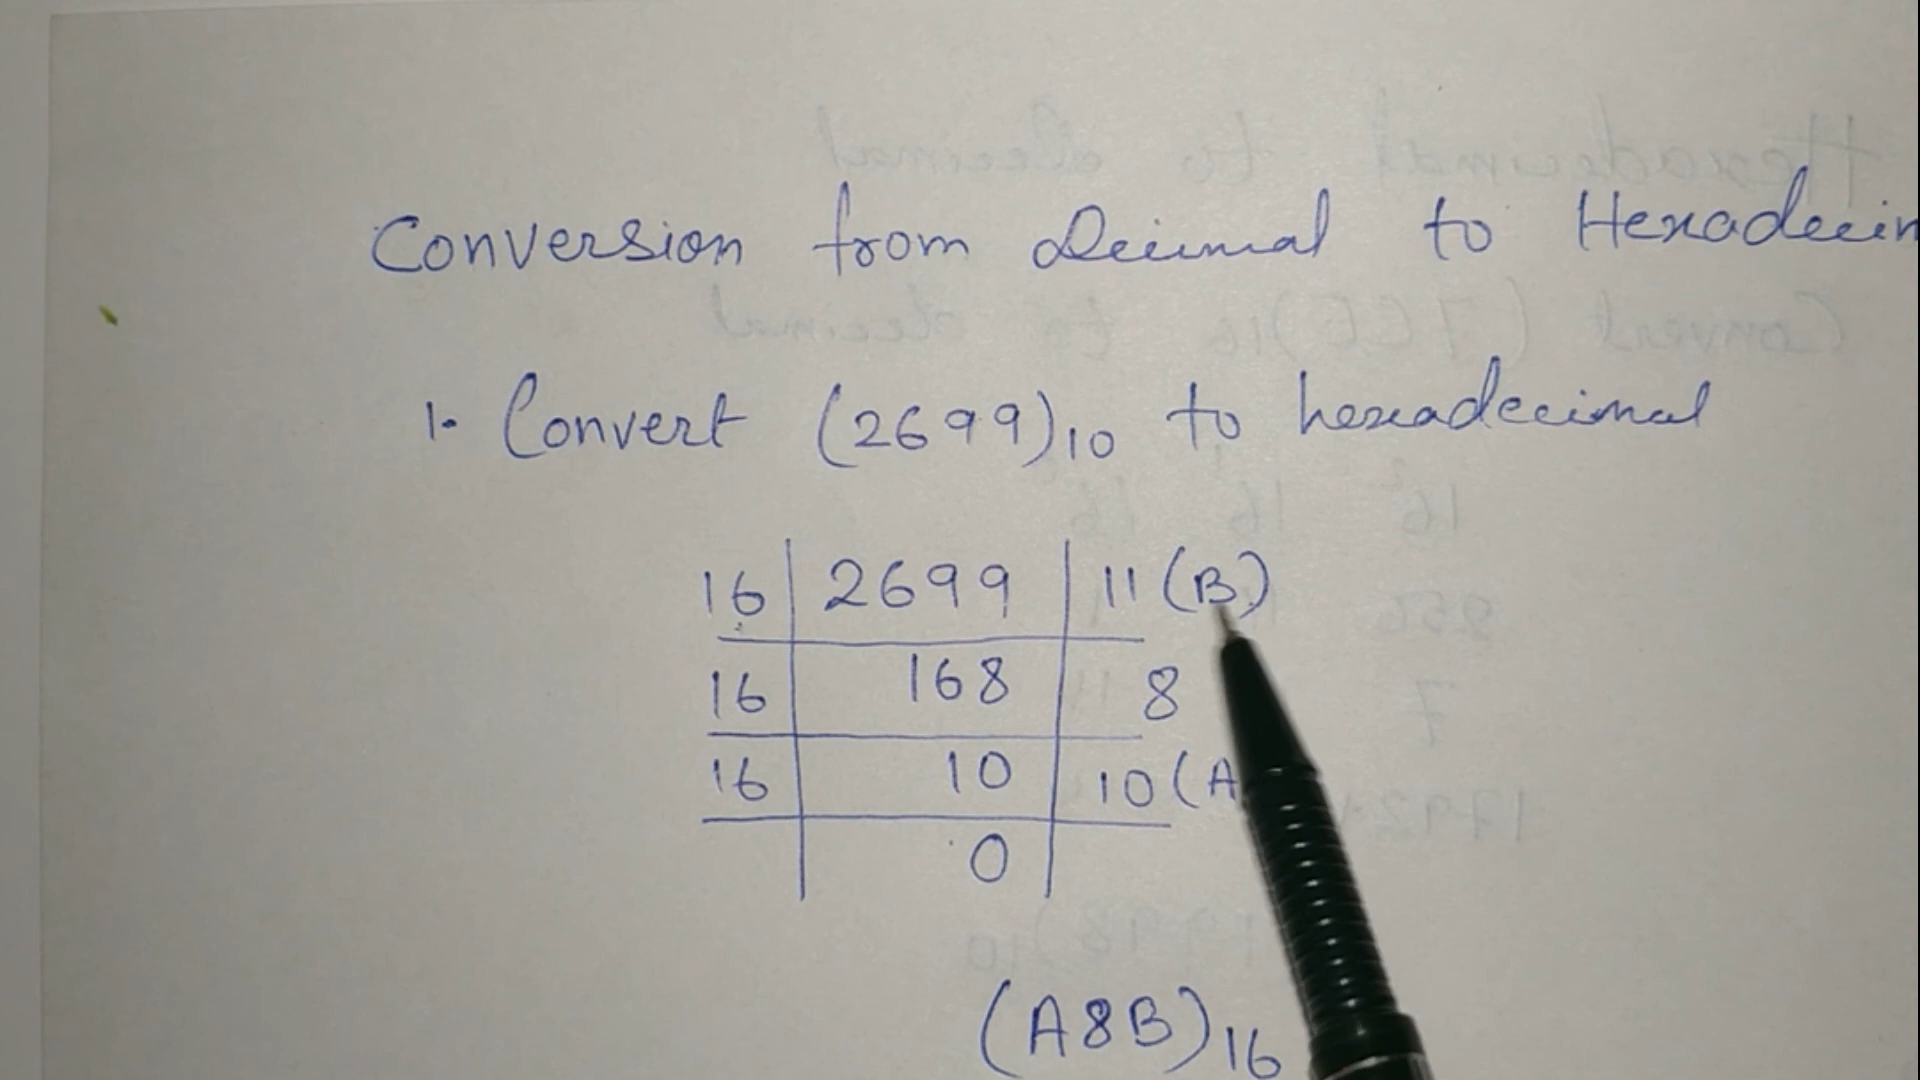 Conversion from Decimal to Hexadecim
1. Convert (2699)10 to hexadecimal
16 2699 11 (B)
16 168 8
16 10 10 (A
0
(A8B)16